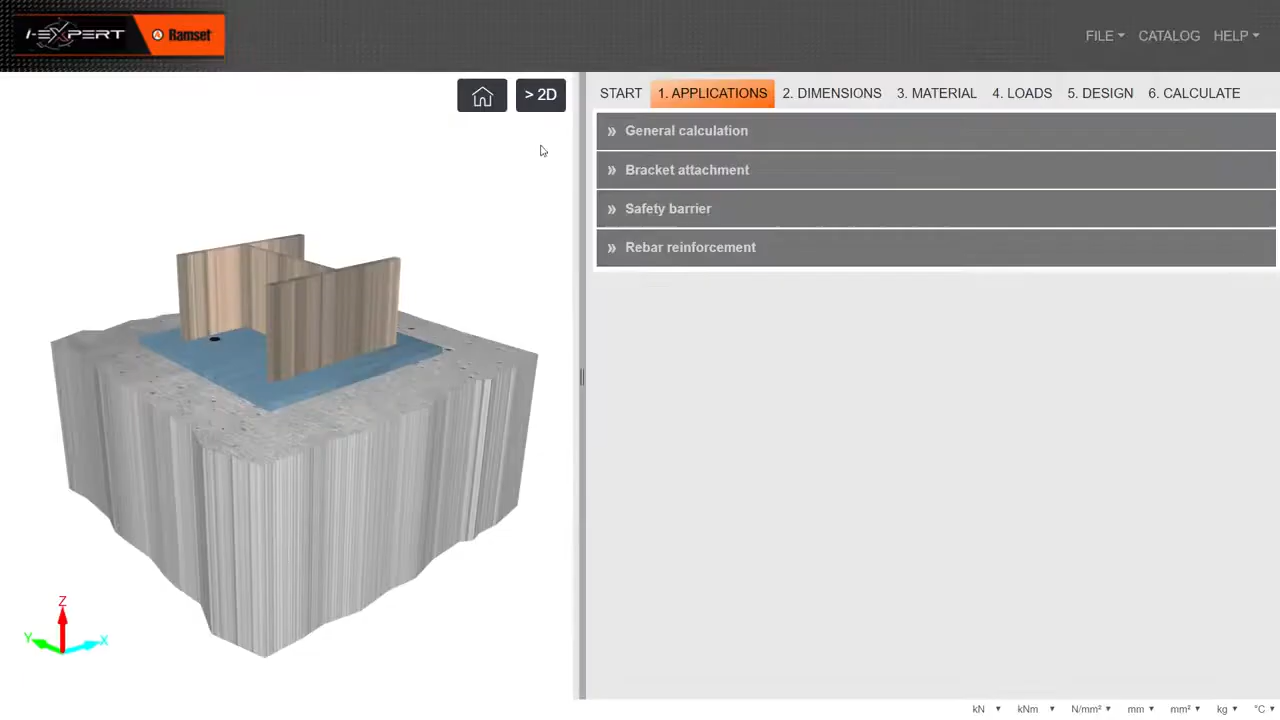 I-EXPERT Ramset
FILE CATALOG HELP
> 2D
START 1. APPLICATIONS 2. DIMENSIONS 3. MATERIAL 4. LOADS 5. DESIGN 6. CALCULATE
» General calculation
» Bracket attachment
» Safety barrier
» Rebar reinforcement
Z
Y X
kN kNm N/mm² mm mm² kg °C